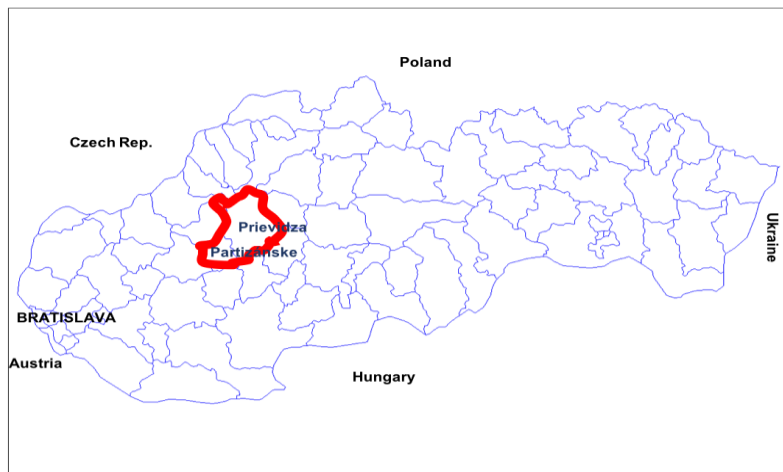 Poland
Czech Rep.
Ukraine
Prievidza
Partizánske
BRATISLAVA
Austria
Hungary